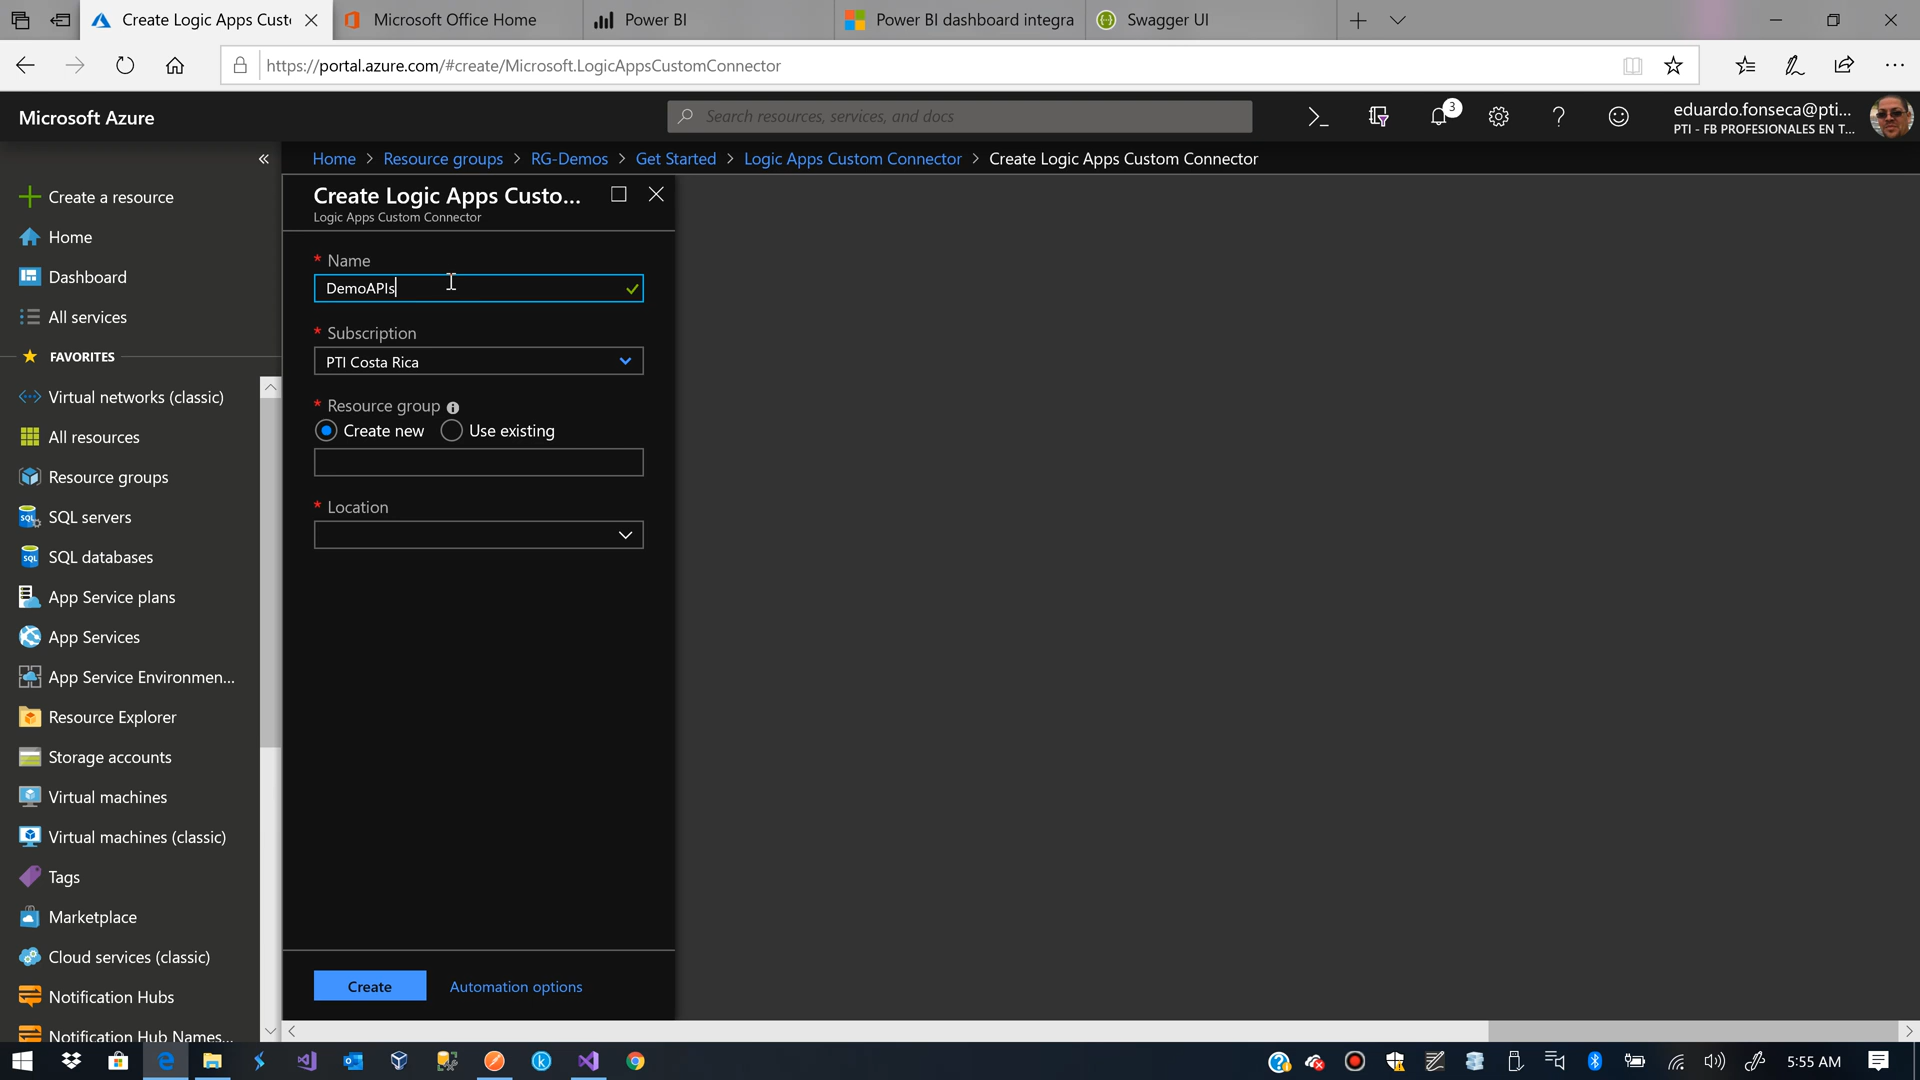 Create Logic Apps Custo
Microsoft Office Home
Power BI
Power BI dashboard integra
Swagger UI
https://portal.azure.com/#create/Microsoft.LogicAppsCustomConnector
Microsoft Azure
Search resources, services, and docs
3
eduardo.fonseca@pti...
PTI - FB PROFESIONALES EN T...
Home > Resource groups > RG-Demos > Get Started > Logic Apps Custom Connector > Create Logic Apps Custom Connector
Create a resource
Home
Dashboard
All services
FAVORITES
Virtual networks (classic)
All resources
Resource groups
SQL servers
SQL databases
App Service plans
App Services
App Service Environmen...
Resource Explorer
Storage accounts
Virtual machines
Virtual machines (classic)
Tags
Marketplace
Cloud services (classic)
Notification Hubs
Notification Hub Names...
Create Logic Apps Custo...
Logic Apps Custom Connector
* Name
DemoAPIs
* Subscription
PTI Costa Rica
* Resource group
Create new Use existing
* Location
Create
Automation options
5:55 AM